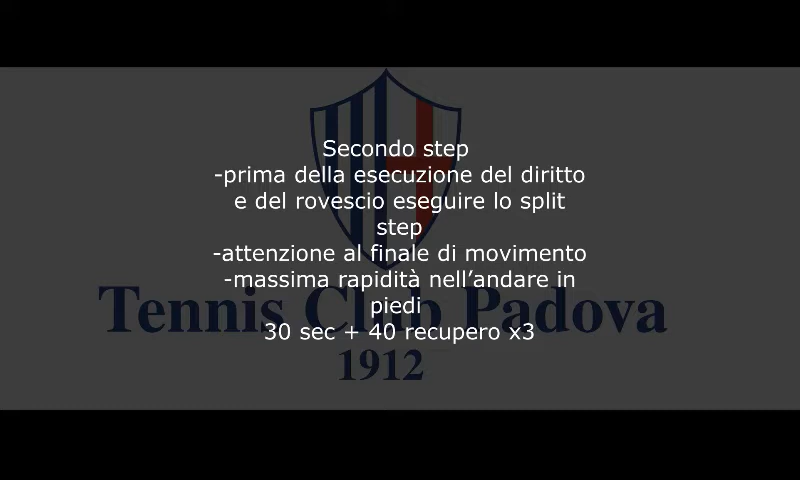 Secondo step
-prima della esecuzione del diritto
e del rovescio eseguire lo split
step
-attenzione al finale di movimento
-massima rapidità nell’andare in
piedi
30 sec + 40 recupero x3
Tennis Club Padova
1912